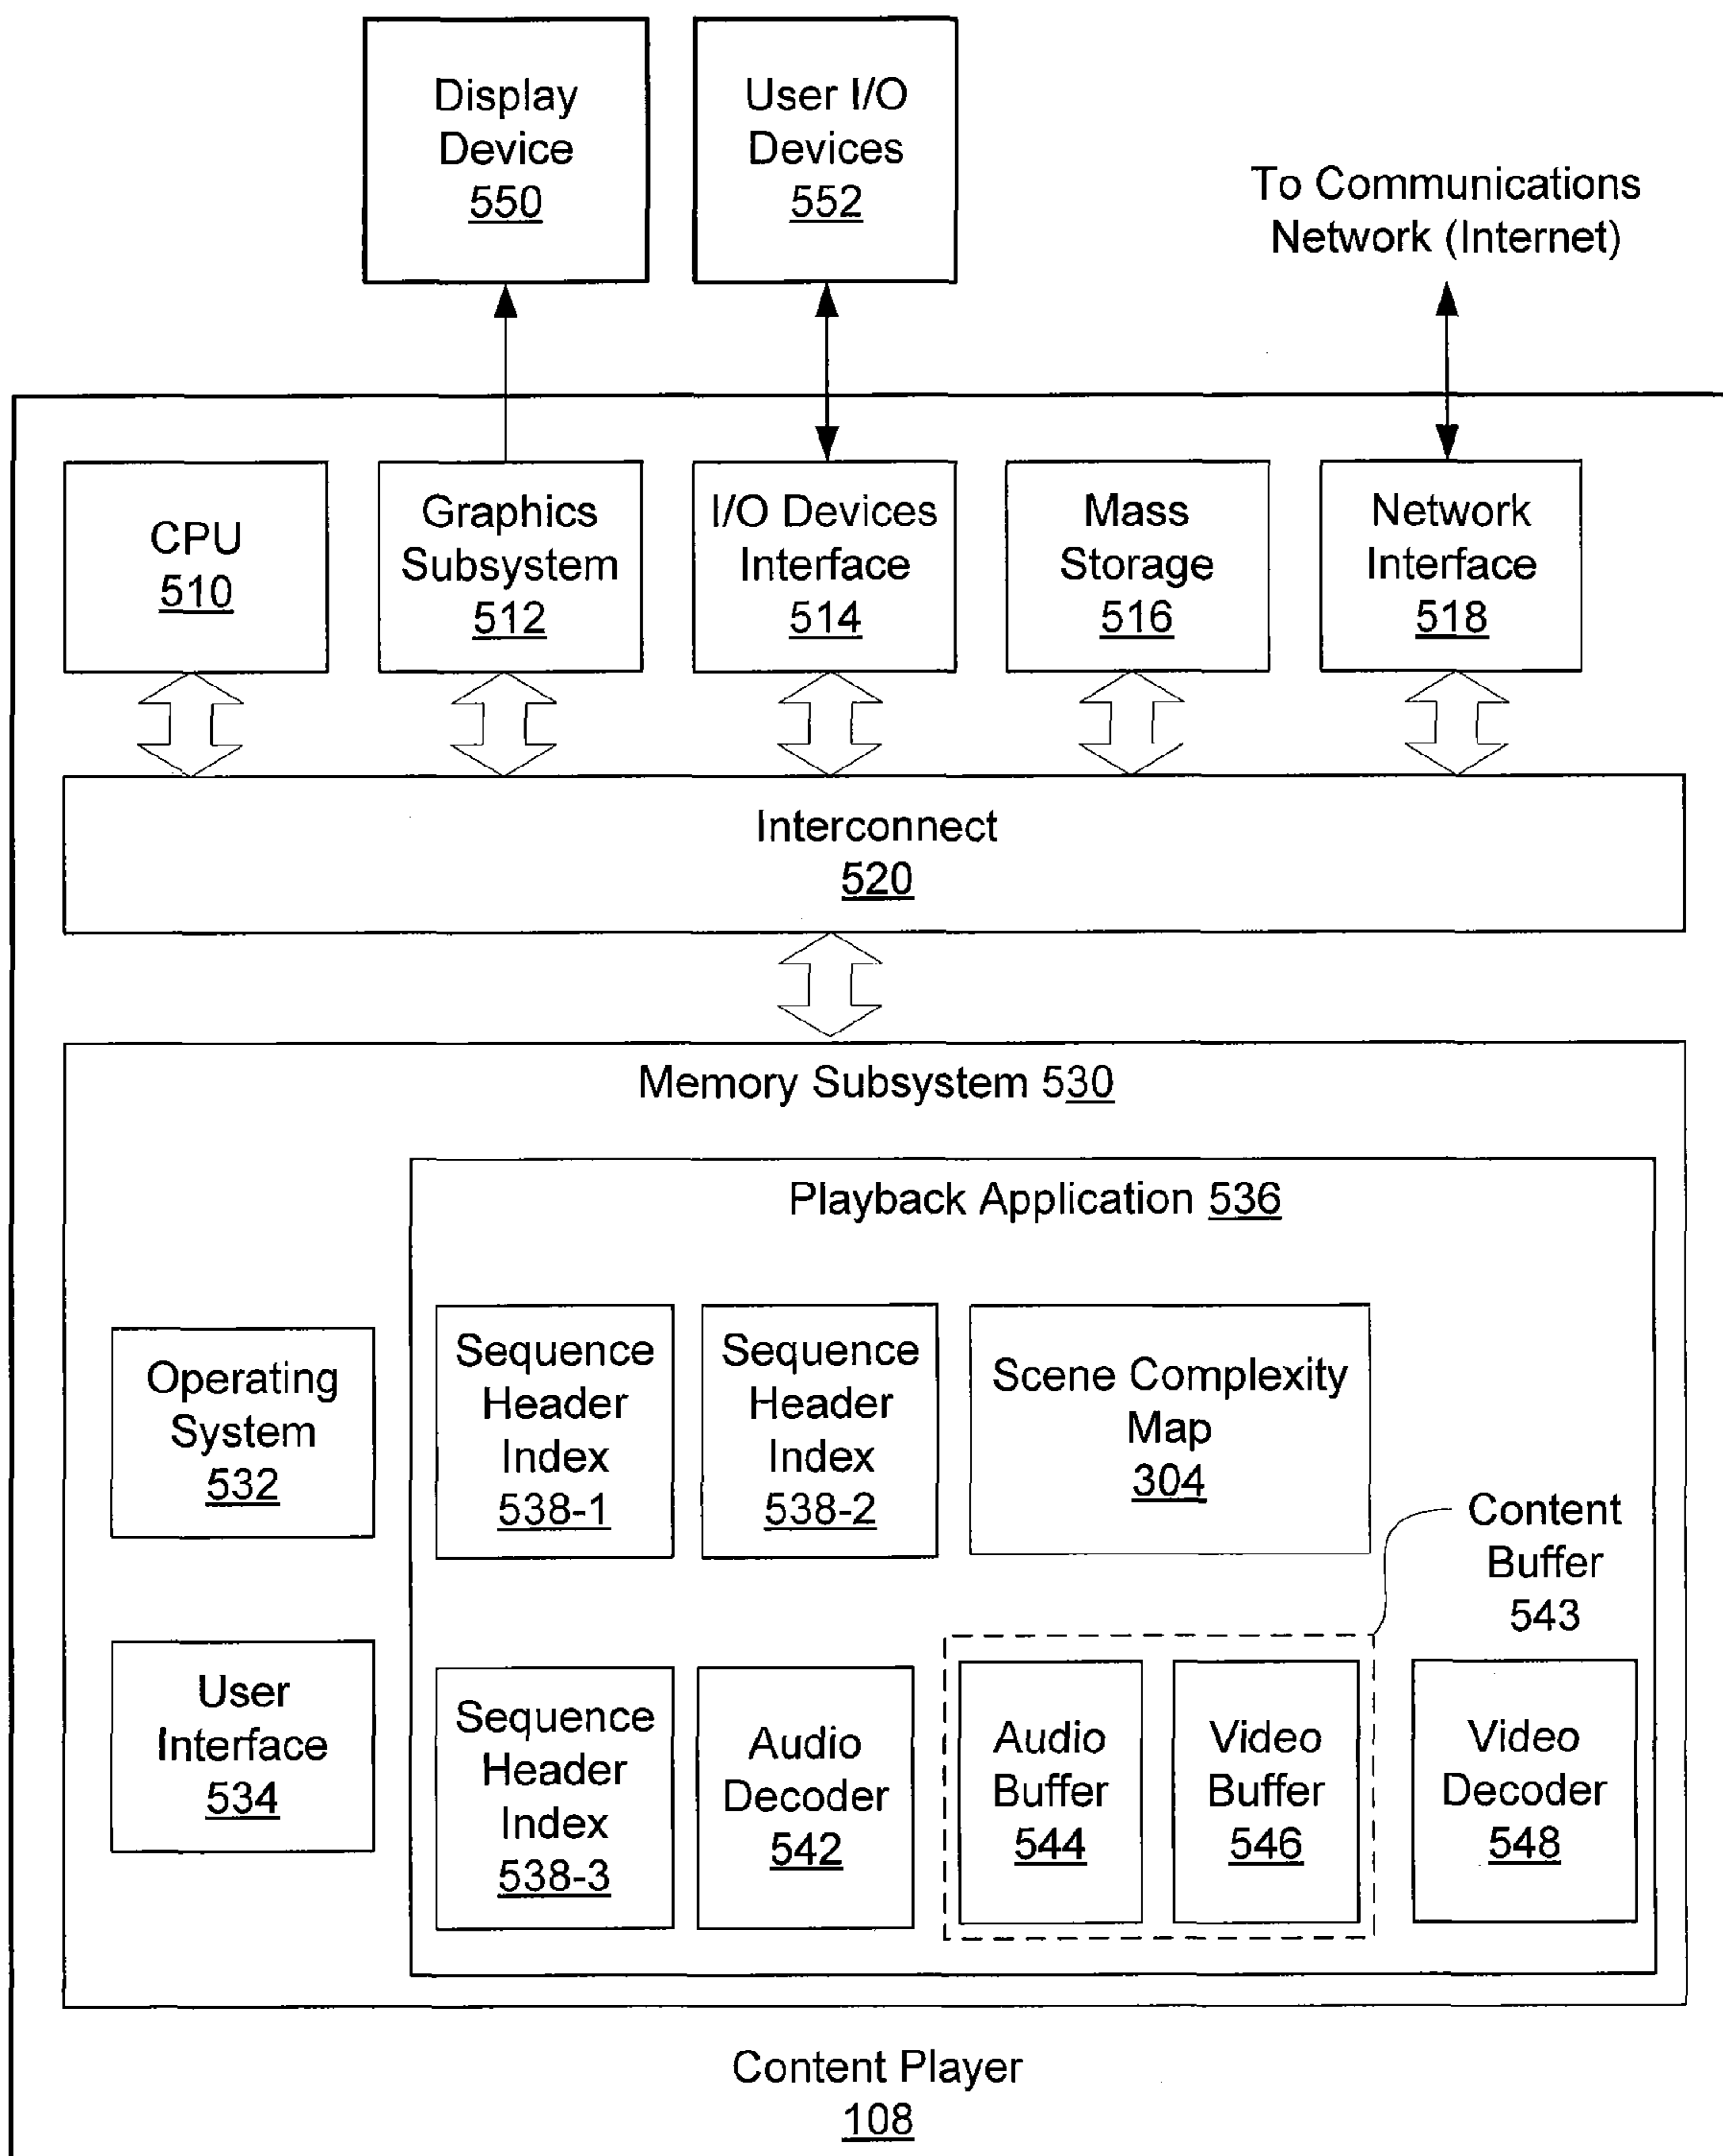 Display
Device
550
User I/O
Devices
552
To Communications
Network (Internet)
CPU
510
Graphics
Subsystem
512
I/O Devices
Interface
514
Mass
Storage
516
Network
Interface
518
Interconnect
520
Memory Subsystem 530
Playback Application 536
Operating
System
532
User
Interface
534
Sequence
Header
Index
538-1
Sequence
Header
Index
538-2
Scene Complexity
Map
304
Content
Buffer
543
Sequence
Header
Index
538-3
Audio
Decoder
542
Audio
Buffer
544
Video
Buffer
546
Video
Decoder
548
Content Player
108